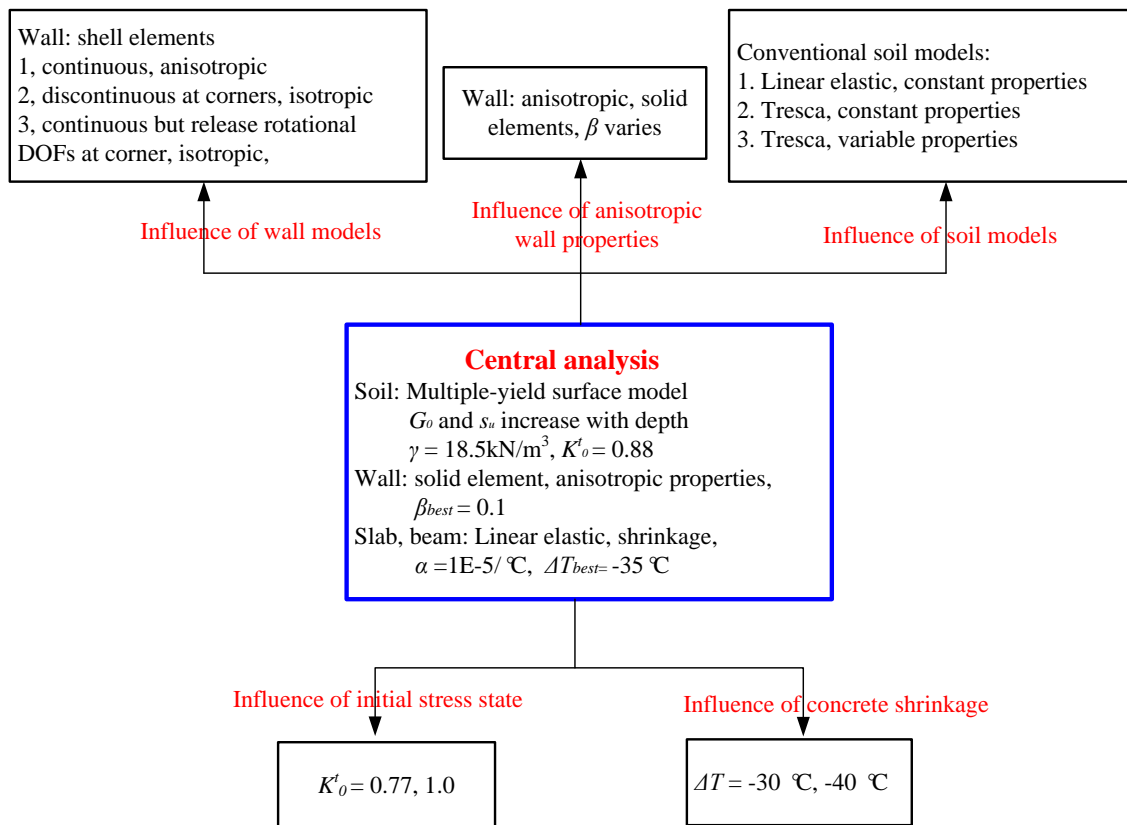 Wall: shell elements
1, continuous, anisotropic
2, discontinuous at corners, isotropic
3, continuous but release rotational
DOFs at corner, isotropic,
Wall: anisotropic, solid
elements, β varies
Conventional soil models:
1. Linear elastic, constant properties
2. Tresca, constant properties
3. Tresca, variable properties
Influence of wall models
Influence of anisotropic
wall properties
Influence of soil models
Central analysis
Soil: Multiple-yield surface model
G₀ and sᵤ increase with depth
γ = 18.5kN/m³, Kᵗ₀ = 0.88
Wall: solid element, anisotropic properties,
βbest = 0.1
Slab, beam: Linear elastic, shrinkage,
α =1E-5/ ℃, ΔTbest= -35 ℃
Influence of initial stress state
Influence of concrete shrinkage
Kᵗ₀ = 0.77, 1.0
ΔT = -30 ℃, -40 ℃